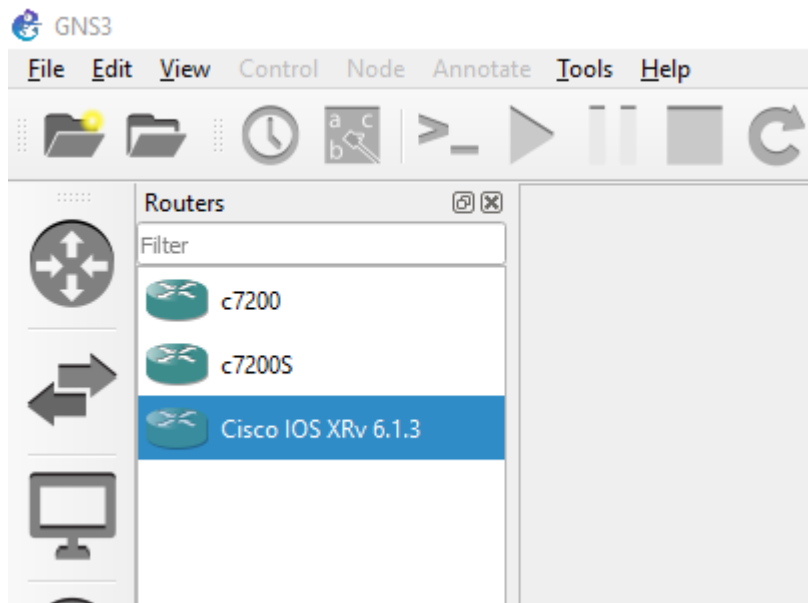 GNS3
File Edit View Control Node Annotate Tools Help
a c
b
Routers
Filter
c7200
c7200S
Cisco IOS XRv 6.1.3